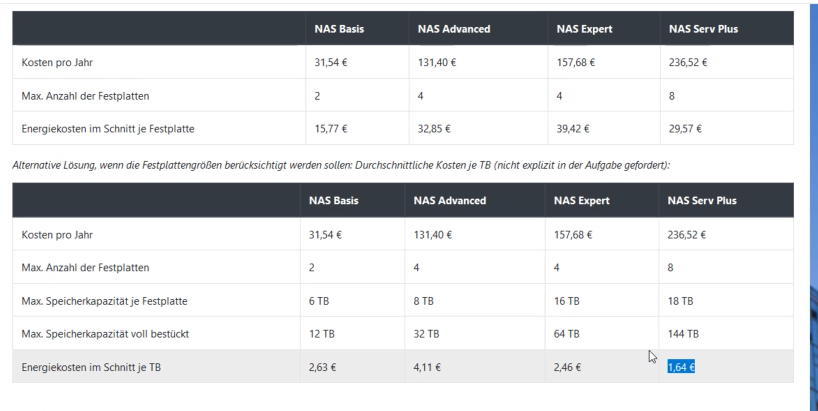 NAS Basis NAS Advanced NAS Expert NAS Serv Plus
Kosten pro Jahr 31,54 € 131,40 € 157,68 € 236,52 €
Max. Anzahl der Festplatten 2 4 4 8
Energiekosten im Schnitt je Festplatte 15,77 € 32,85 € 39,42 € 29,57 €
Alternative Lösung, wenn die Festplattengrößen berücksichtigt werden sollen: Durchschnittliche Kosten je TB (nicht explizit in der Aufgabe gefordert):
NAS Basis NAS Advanced NAS Expert NAS Serv Plus
Kosten pro Jahr 31,54 € 131,40 € 157,68 € 236,52 €
Max. Anzahl der Festplatten 2 4 4 8
Max. Speicherkapazität je Festplatte 6 TB 8 TB 16 TB 18 TB
Max. Speicherkapazität voll bestückt 12 TB 32 TB 64 TB 144 TB
Energiekosten im Schnitt je TB 2,63 € 4,11 € 2,46 € 1,64 €